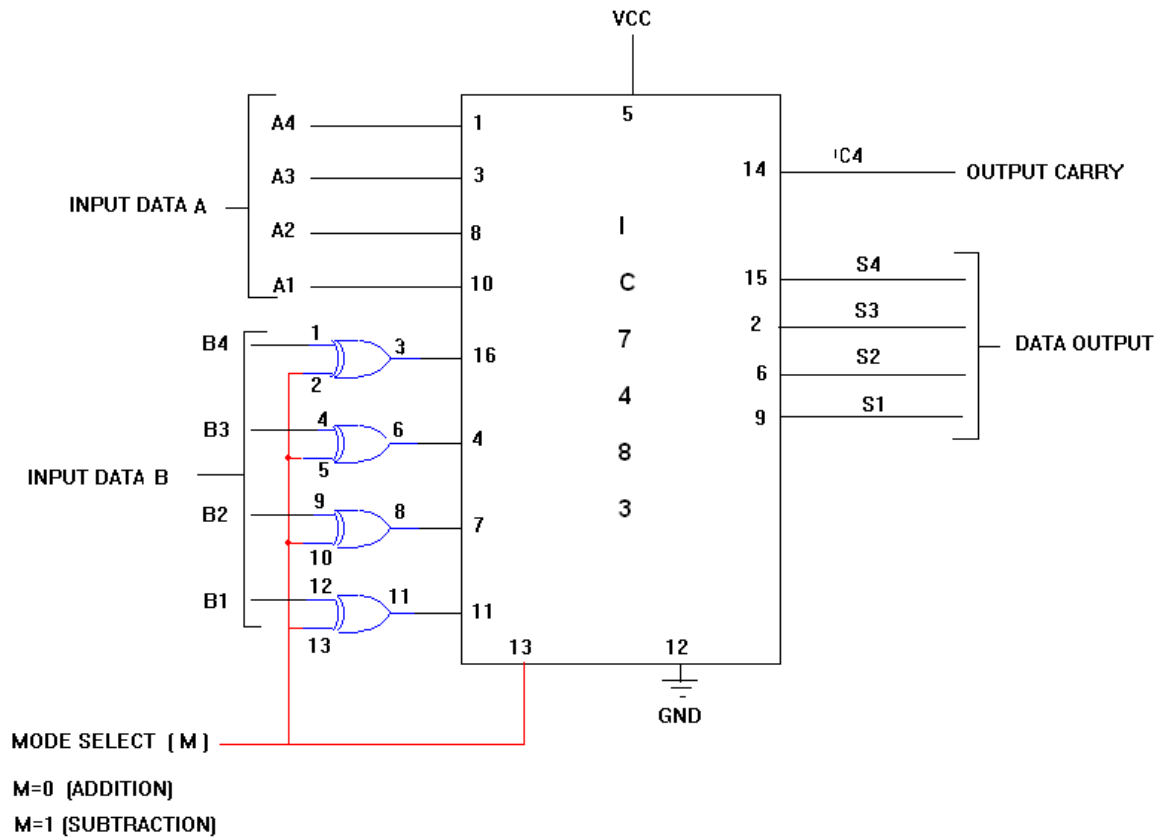 VCC
5
A4 1
A3 3
A2 8
A1 10
INPUT DATA A
14 C4 OUTPUT CARRY
I
C
7
4
8
3
15 S4
2 S3
6 S2
9 S1
DATA OUTPUT
B4 1 2 3 16
B3 4 5 6 4
B2 9 10 8 7
B1 12 13 11 11
INPUT DATA B
13 12
GND
MODE SELECT ( M )
M=0 (ADDITION)
M=1 (SUBTRACTION)